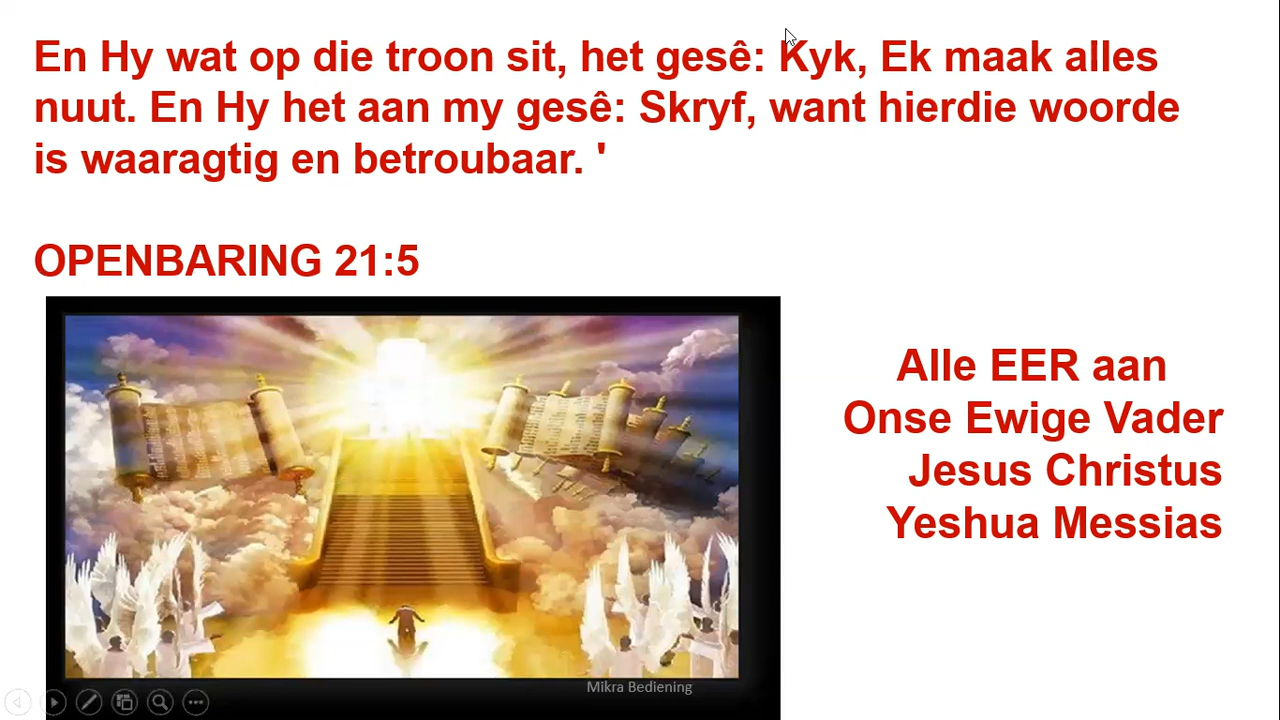 En Hy wat op die troon sit, het gesê: Kyk, Ek maak alles
nuut. En Hy het aan my gesê: Skryf, want hierdie woorde
is waaragtig en betroubaar. '
OPENBARING 21:5
Alle EER aan
Onse Ewige Vader
Jesus Christus
Yeshua Messias
Mikra Bediening